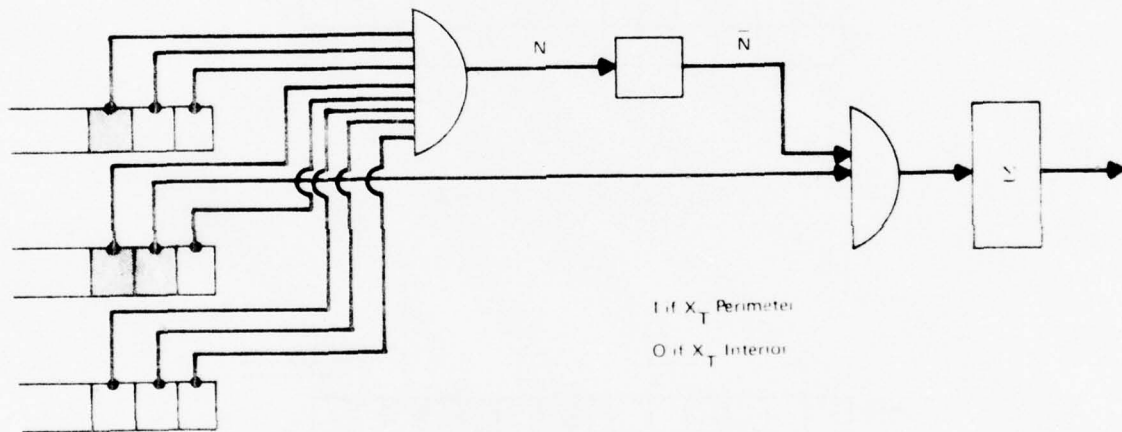 N
N̄
1 if X_T Perimeter
0 if X_T Interior